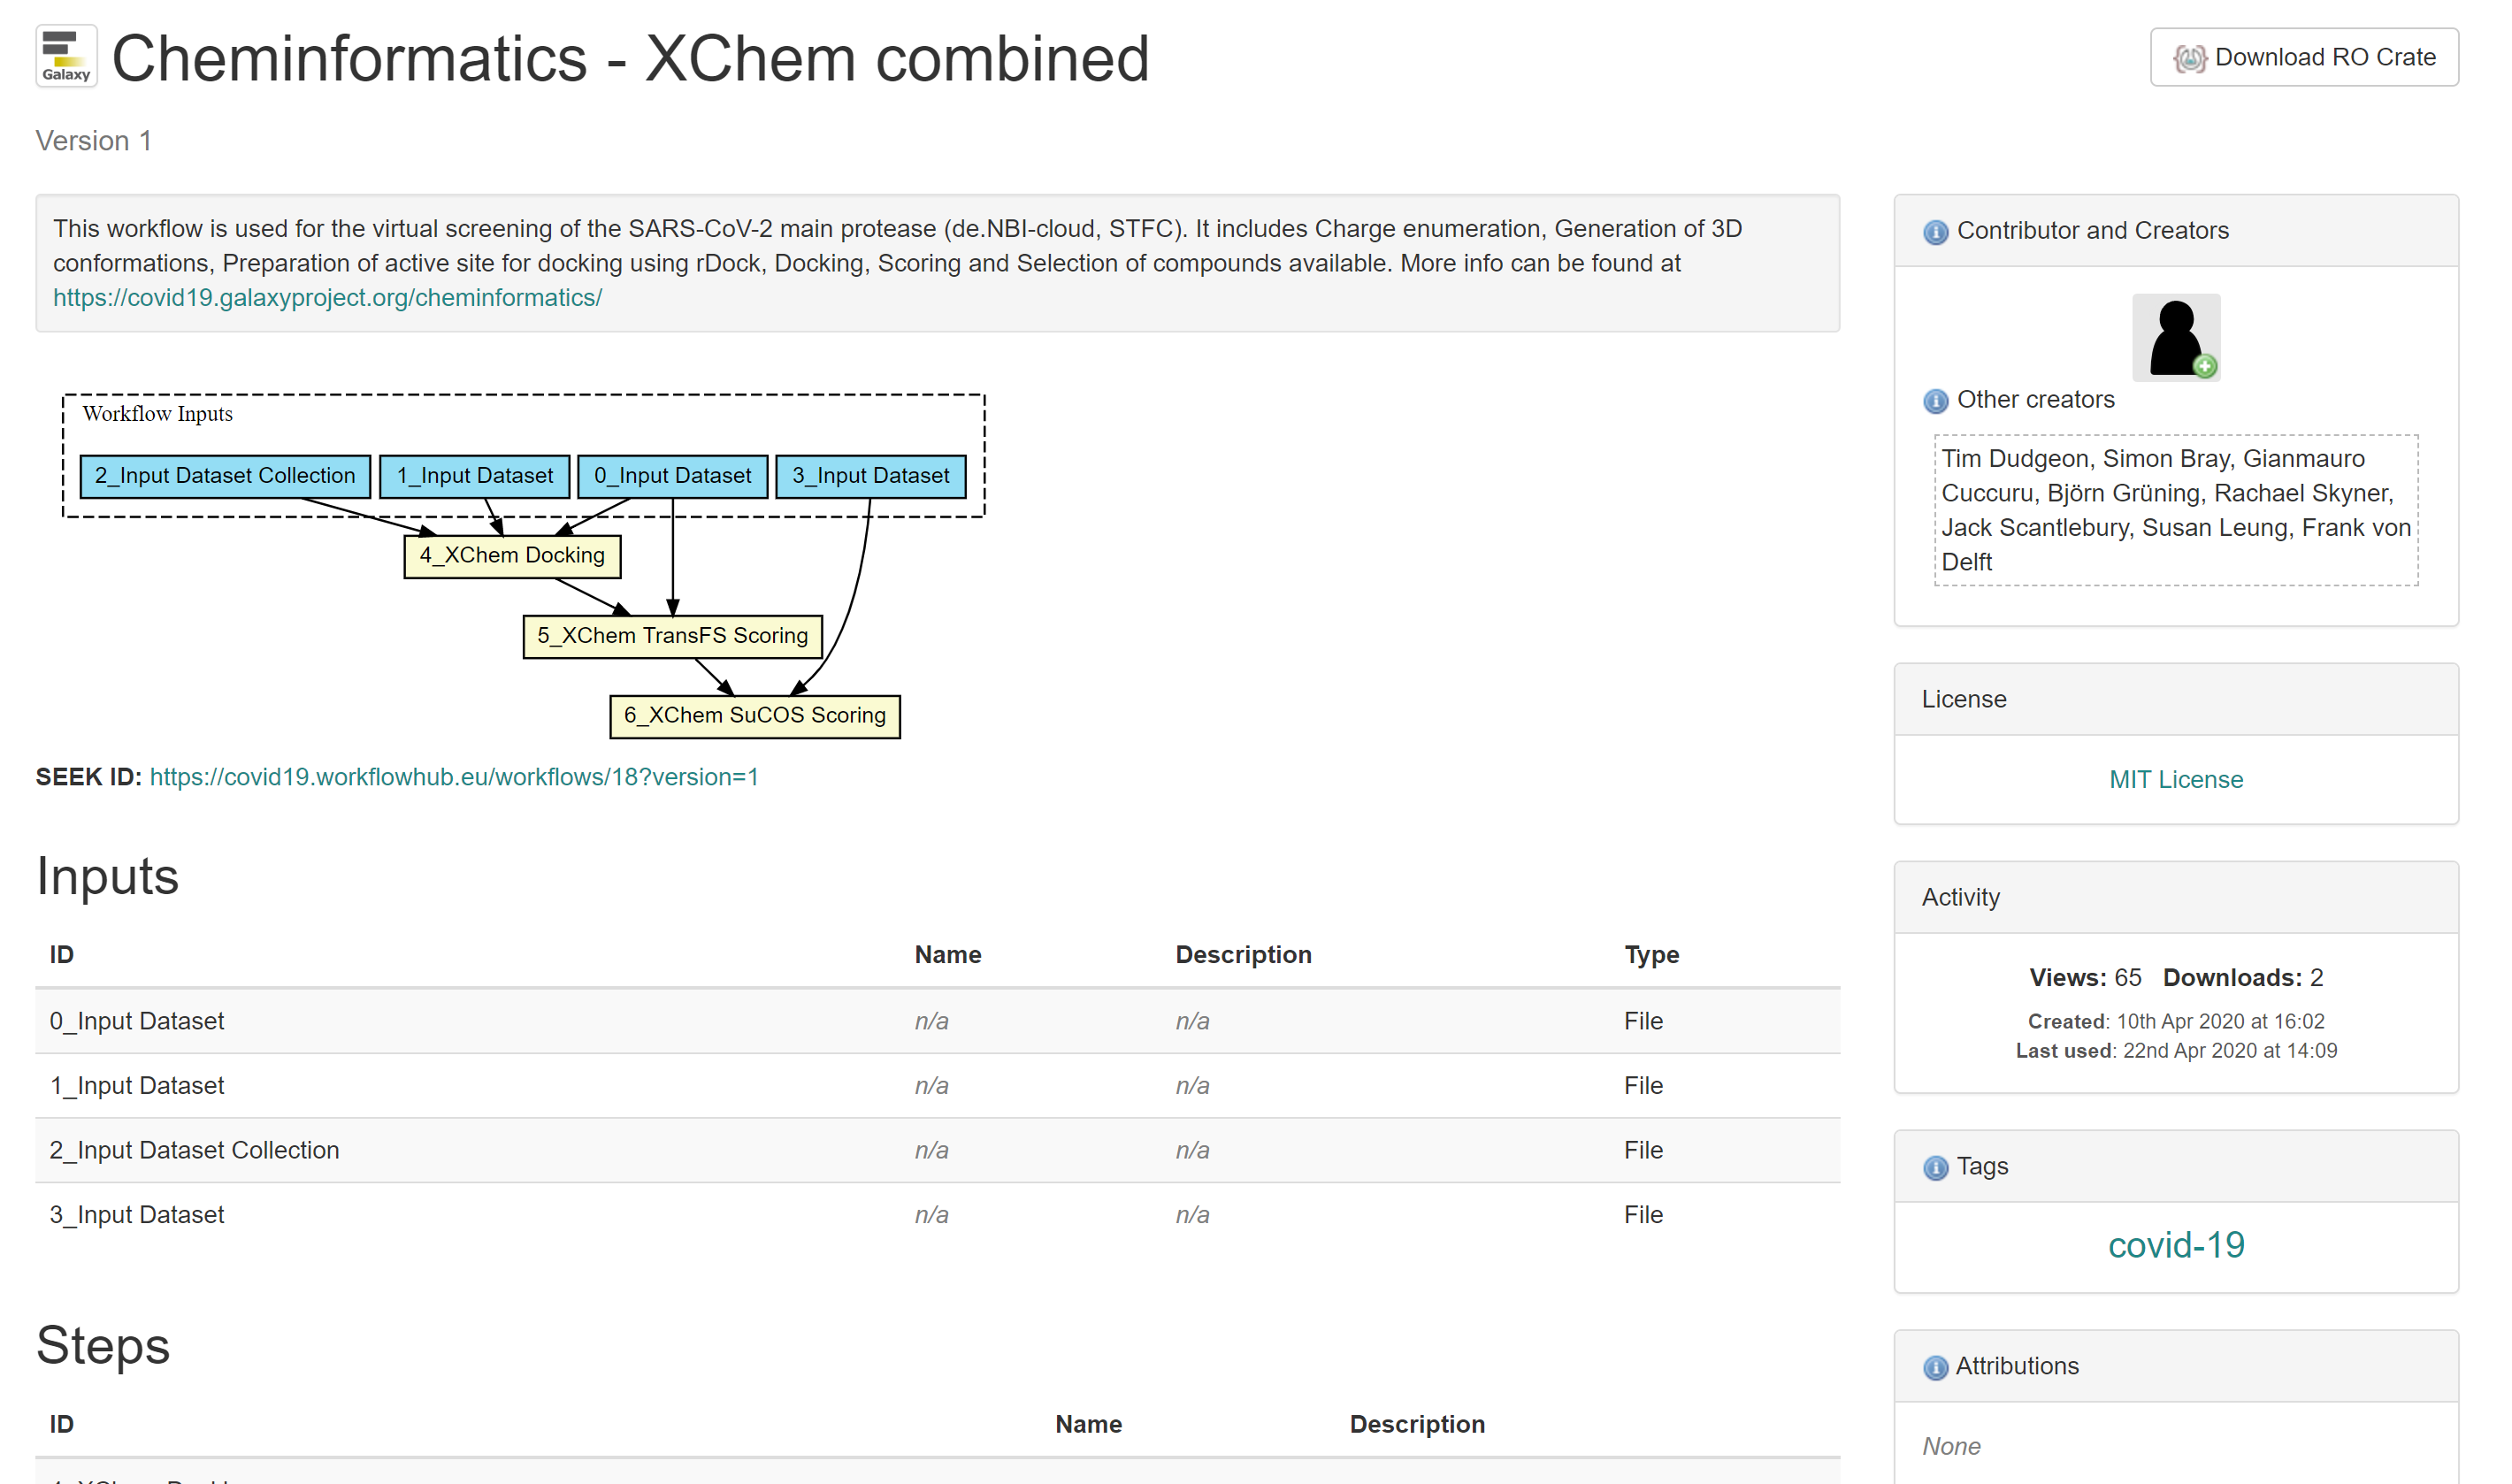 Galaxy
Cheminformatics - XChem combined
Download RO Crate
Version 1
This workflow is used for the virtual screening of the SARS-CoV-2 main protease (de.NBI-cloud, STFC). It includes Charge enumeration, Generation of 3D
conformations, Preparation of active site for docking using rDock, Docking, Scoring and Selection of compounds available. More info can be found at
https://covid19.galaxyproject.org/cheminformatics/
Workflow Inputs
2_Input Dataset Collection
1_Input Dataset
0_Input Dataset
3_Input Dataset
4_XChem Docking
5_XChem TransFS Scoring
6_XChem SuCOS Scoring
SEEK ID: https://covid19.workflowhub.eu/workflows/18?version=1
Inputs
ID Name Description Type
0_Input Dataset n/a n/a File
1_Input Dataset n/a n/a File
2_Input Dataset Collection n/a n/a File
3_Input Dataset n/a n/a File
Steps
ID Name Description
Contributor and Creators
Other creators
Tim Dudgeon, Simon Bray, Gianmauro
Cuccuru, Björn Grüning, Rachael Skyner,
Jack Scantlebury, Susan Leung, Frank von
Delft
License
MIT License
Activity
Views: 65 Downloads: 2
Created: 10th Apr 2020 at 16:02
Last used: 22nd Apr 2020 at 14:09
Tags
covid-19
Attributions
None